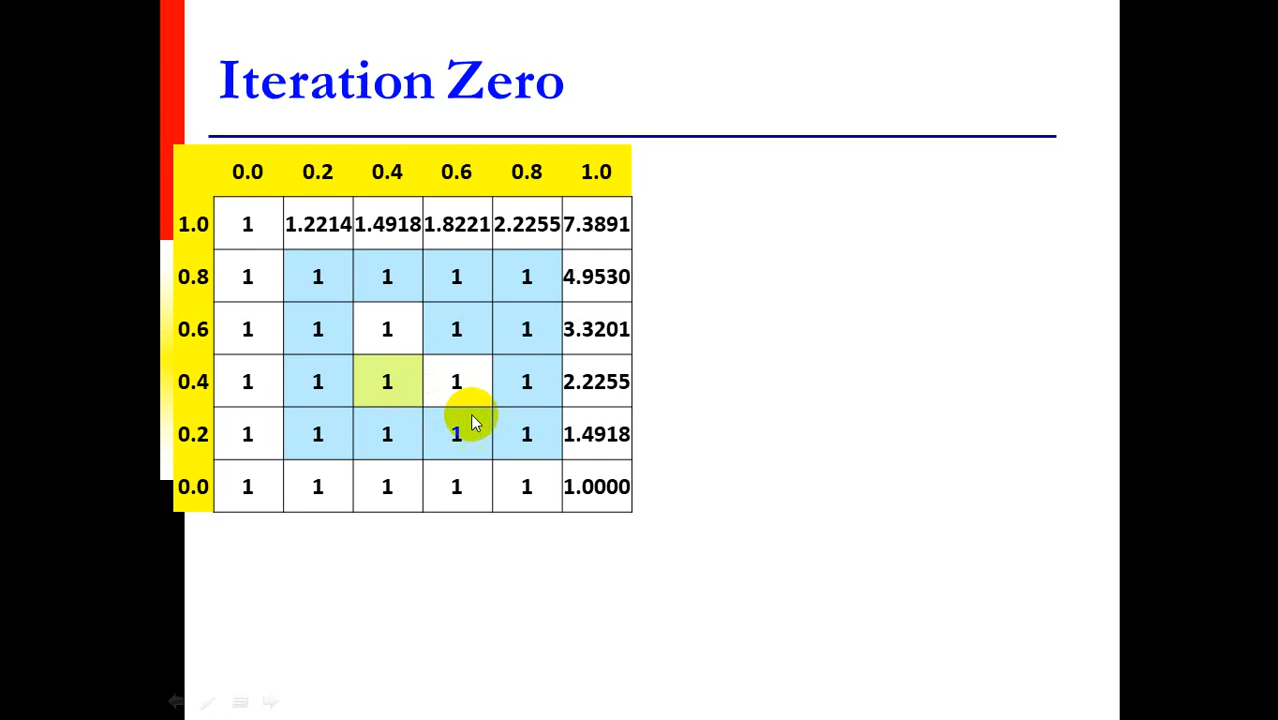 Iteration Zero
0.0 0.2 0.4 0.6 0.8 1.0
1.0 1 1.2214 1.4918 1.8221 2.2255 7.3891
0.8 1 1 1 1 1 4.9530
0.6 1 1 1 1 1 3.3201
0.4 1 1 1 1 1 2.2255
0.2 1 1 1 1 1 1.4918
0.0 1 1 1 1 1 1.0000